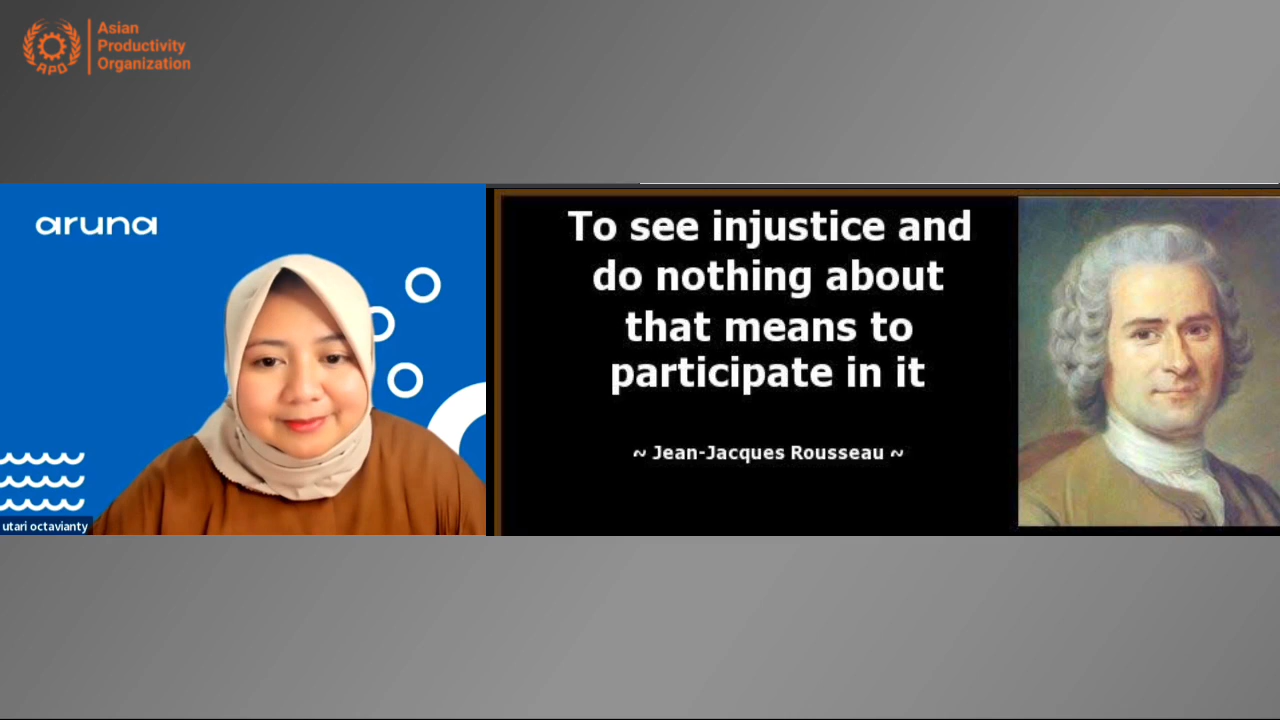 Asian
Productivity
Organization
APO
aruna
utari octavianty
To see injustice and
do nothing about
that means to
participate in it
~ Jean-Jacques Rousseau ~